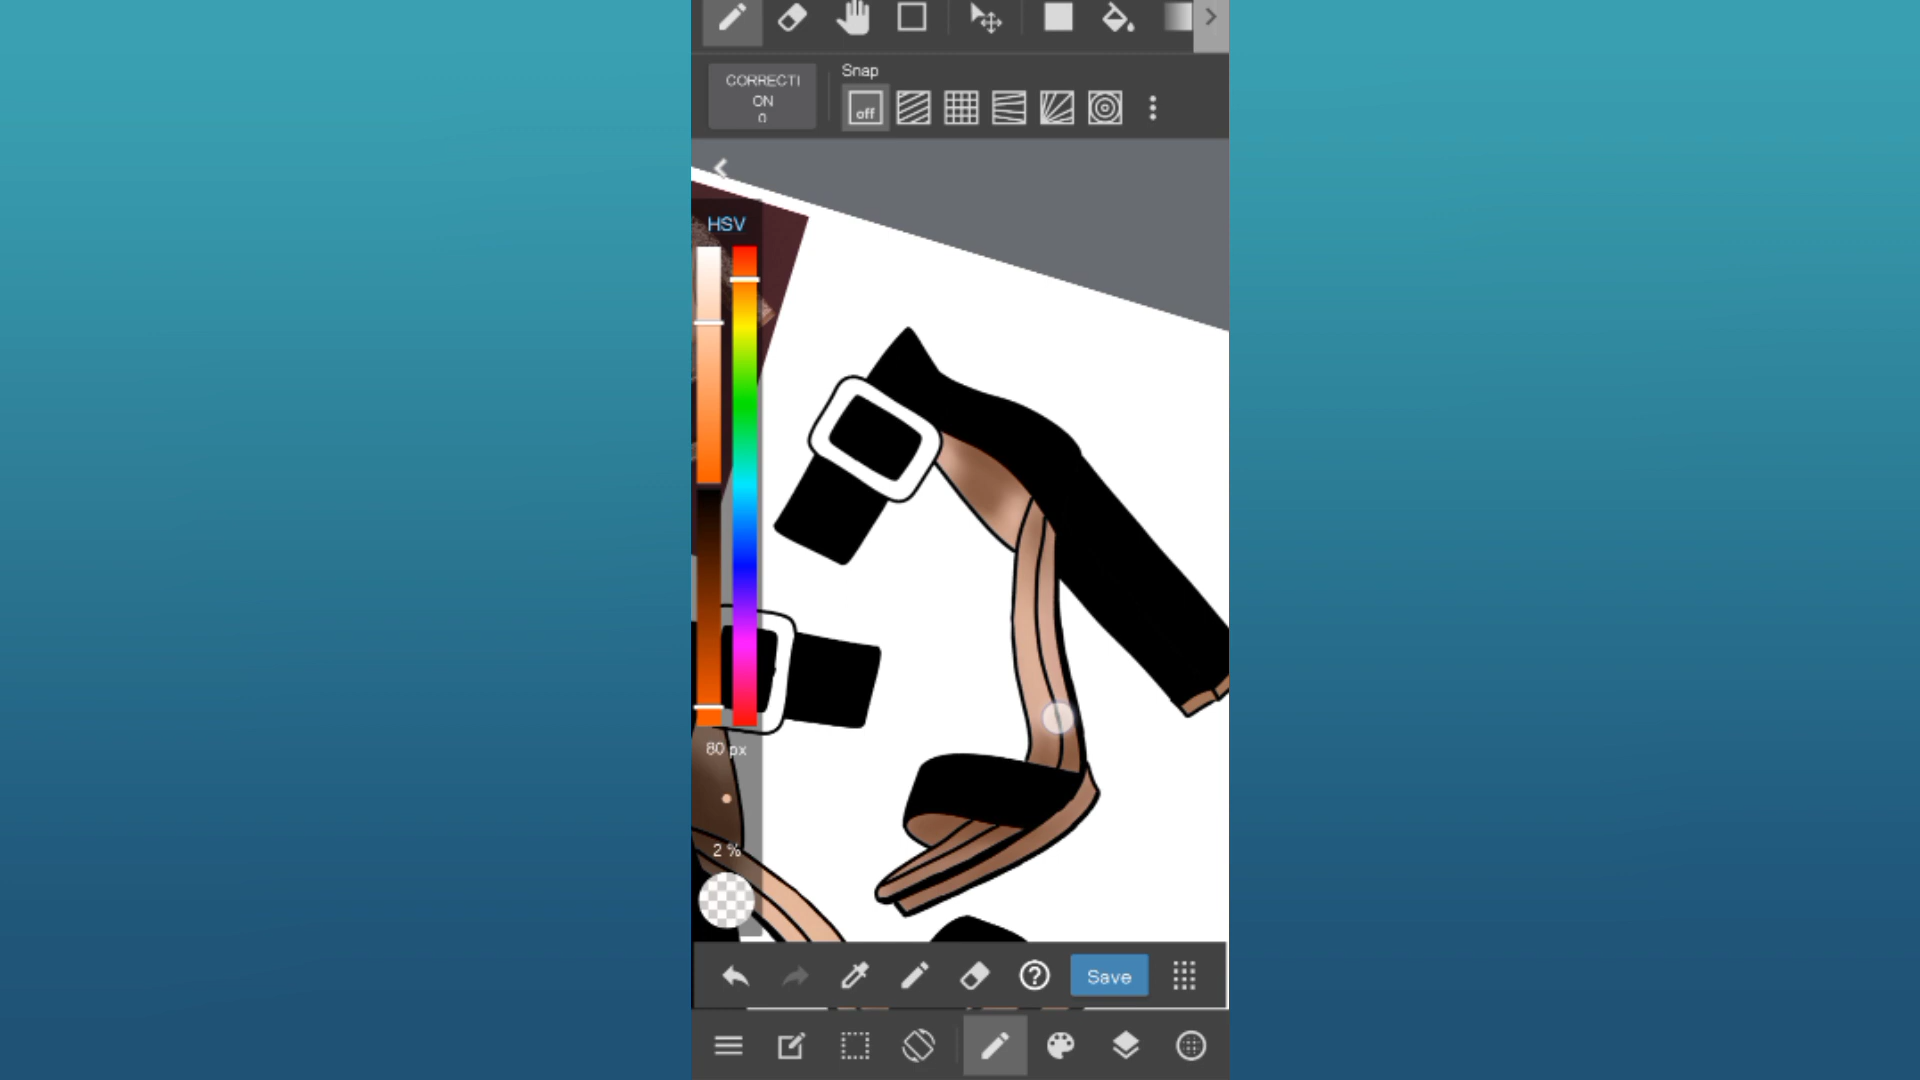 CORRECTI
ON
0
Snap
off
HSV
80 px
2 %
Save